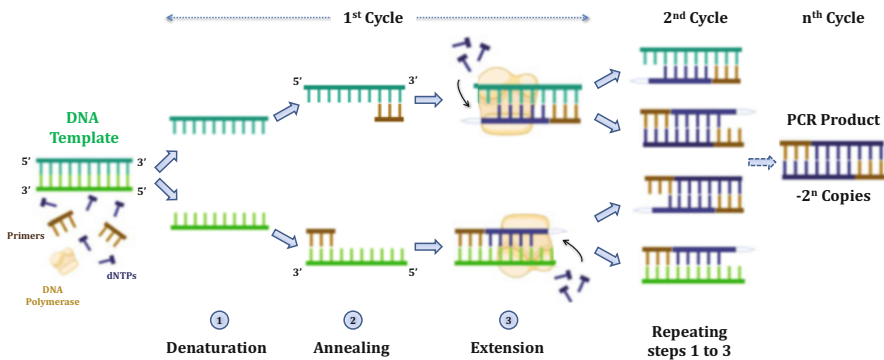 1st Cycle
2nd Cycle
nth Cycle
5’
3’
DNA
Template
PCR Product
5’
3’
3’
5’
-2n Copies
Primers
3’
5’
dNTPs
DNA
Polymerase
1
2
3
Denaturation
Annealing
Extension
Repeating
steps 1 to 3